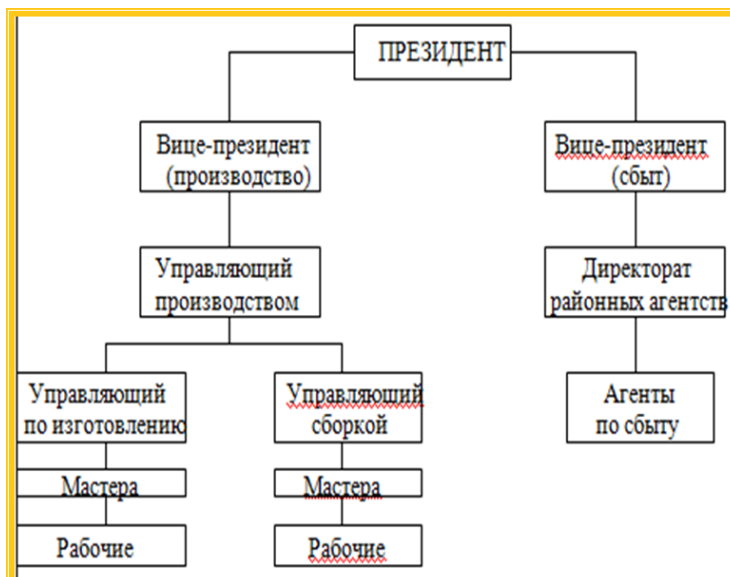 ПРЕЗИДЕНТ
Вице-президент
(производство)
Вице-президент
(сбыт)
Управляющий
производством
Директорат
районных агентств
Управляющий
по изготовлению
Управляющий
сборкой
Агенты
по сбыту
Мастера
Мастера
Рабочие
Рабочие